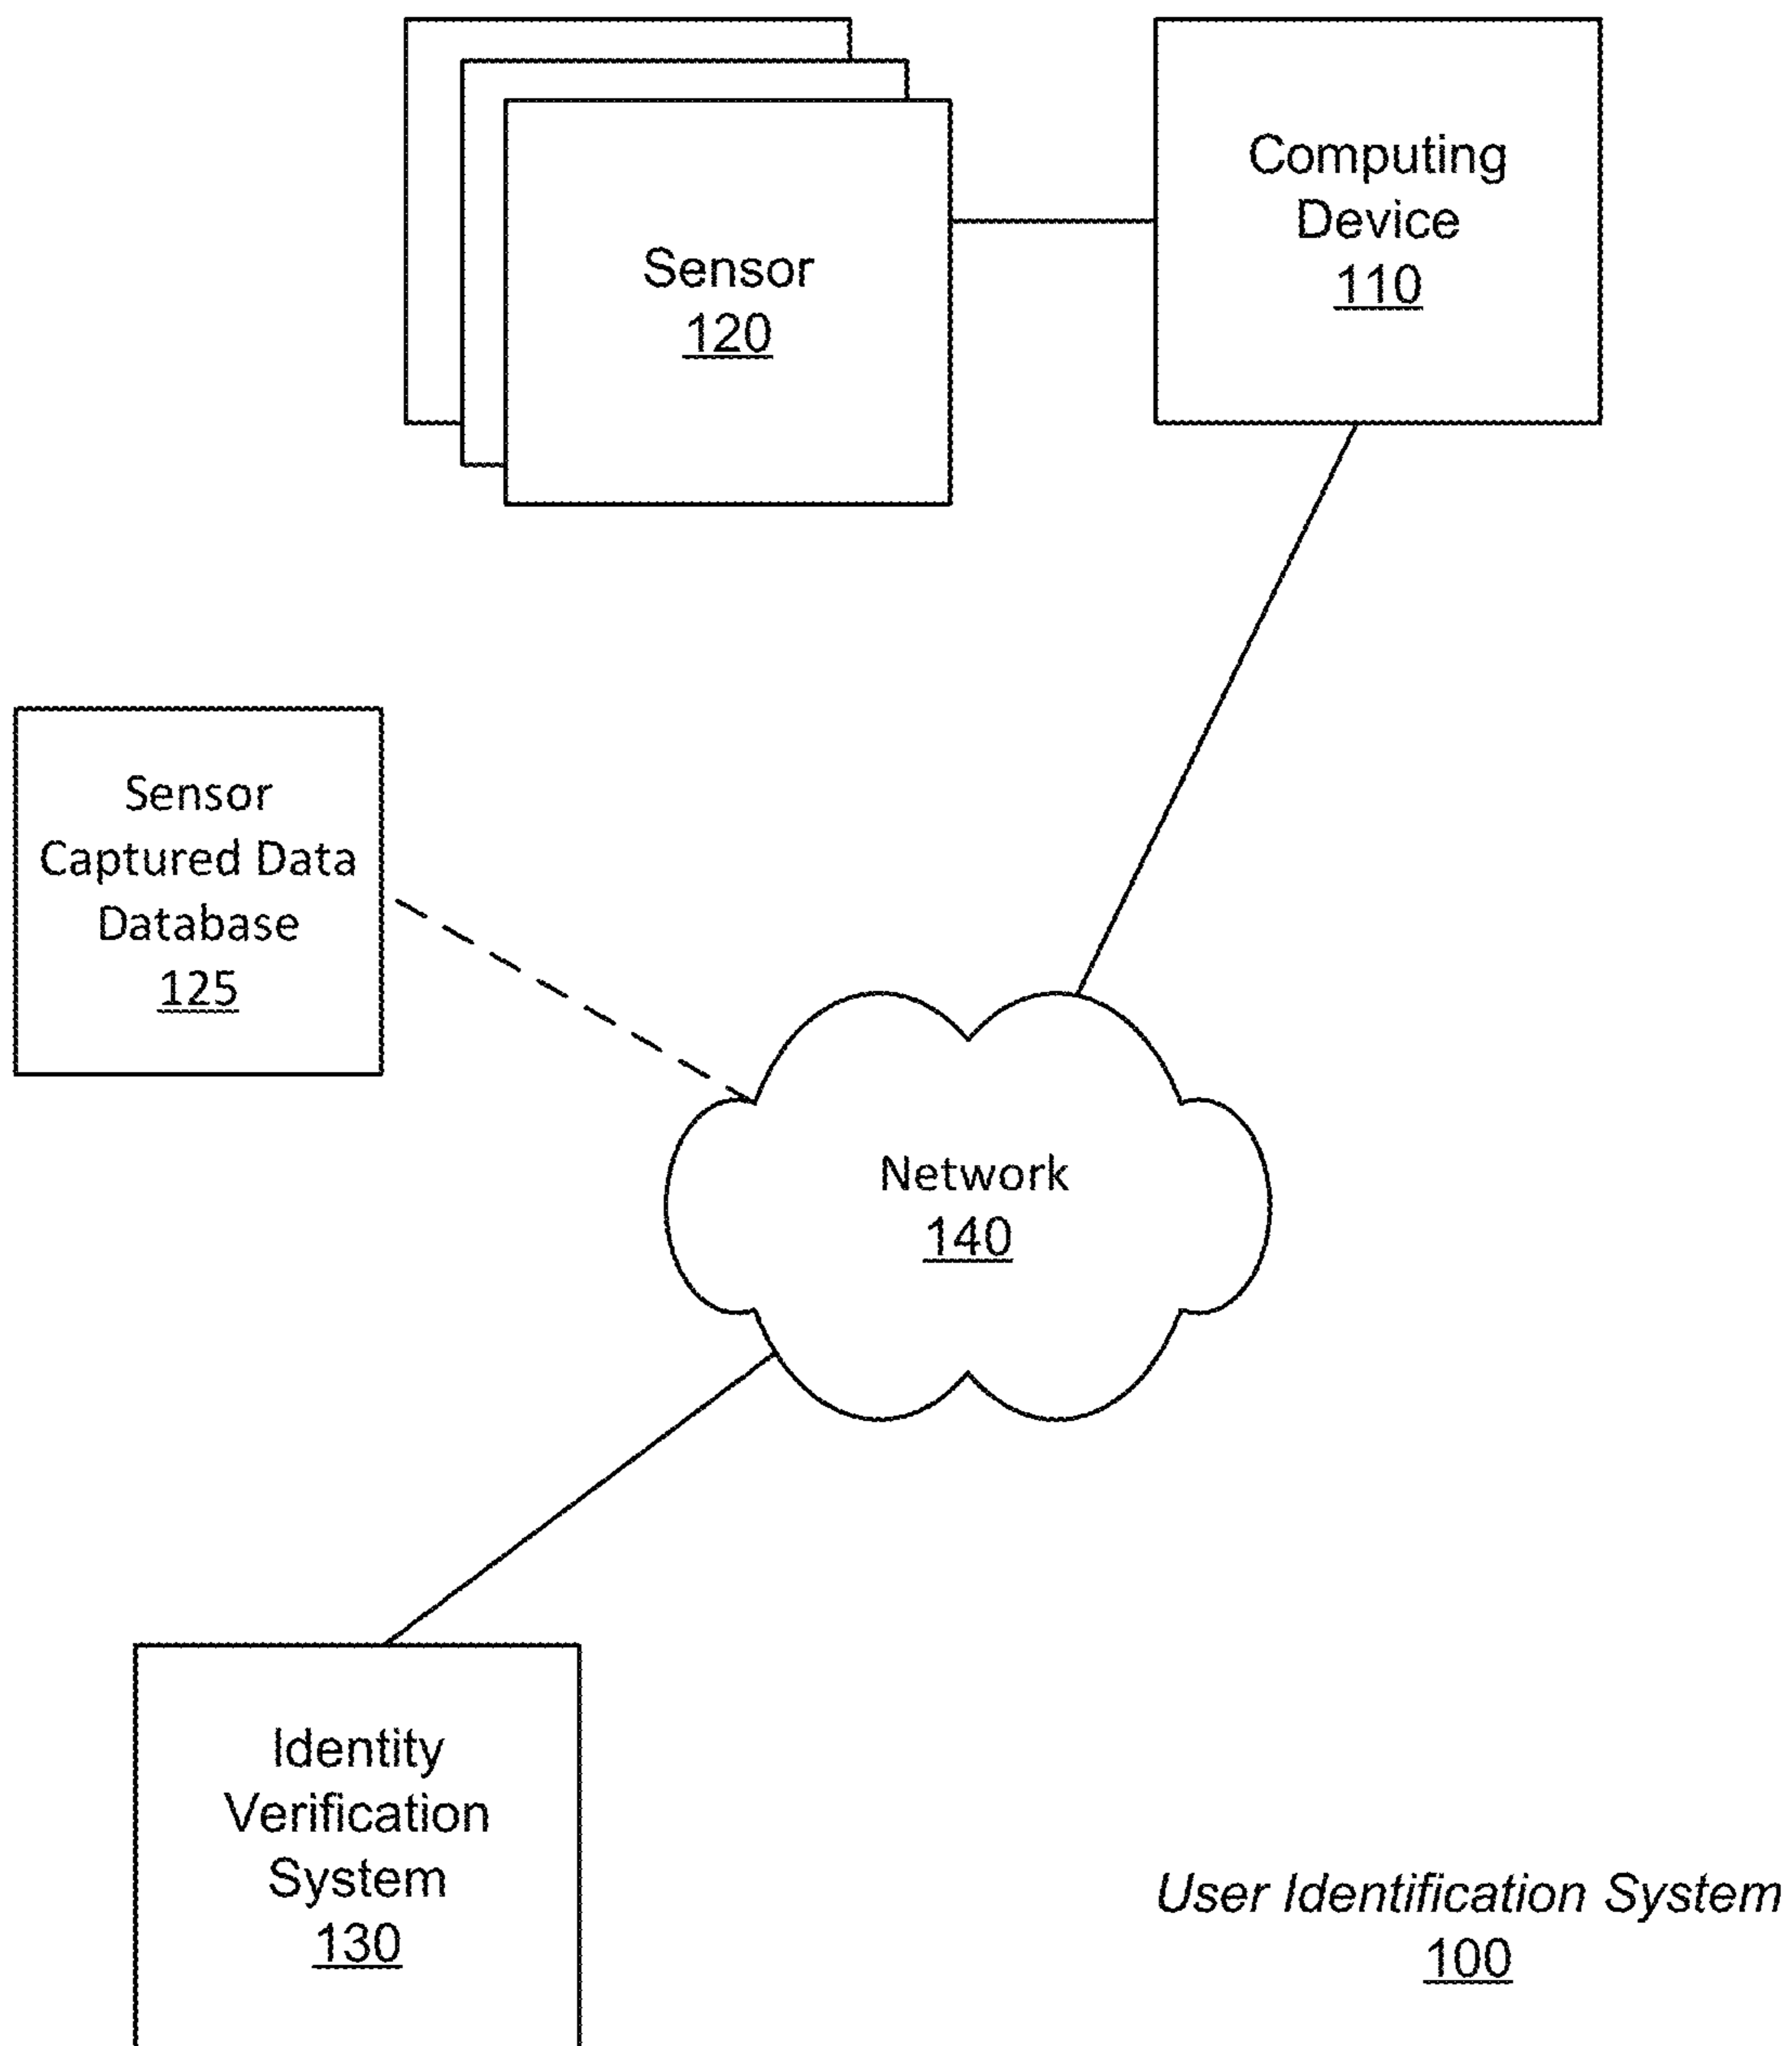 Computing
Device
110
Sensor
120
Sensor
Captured Data
Database
125
Network
140
Identity
Verification
System
130
User Identification System
100